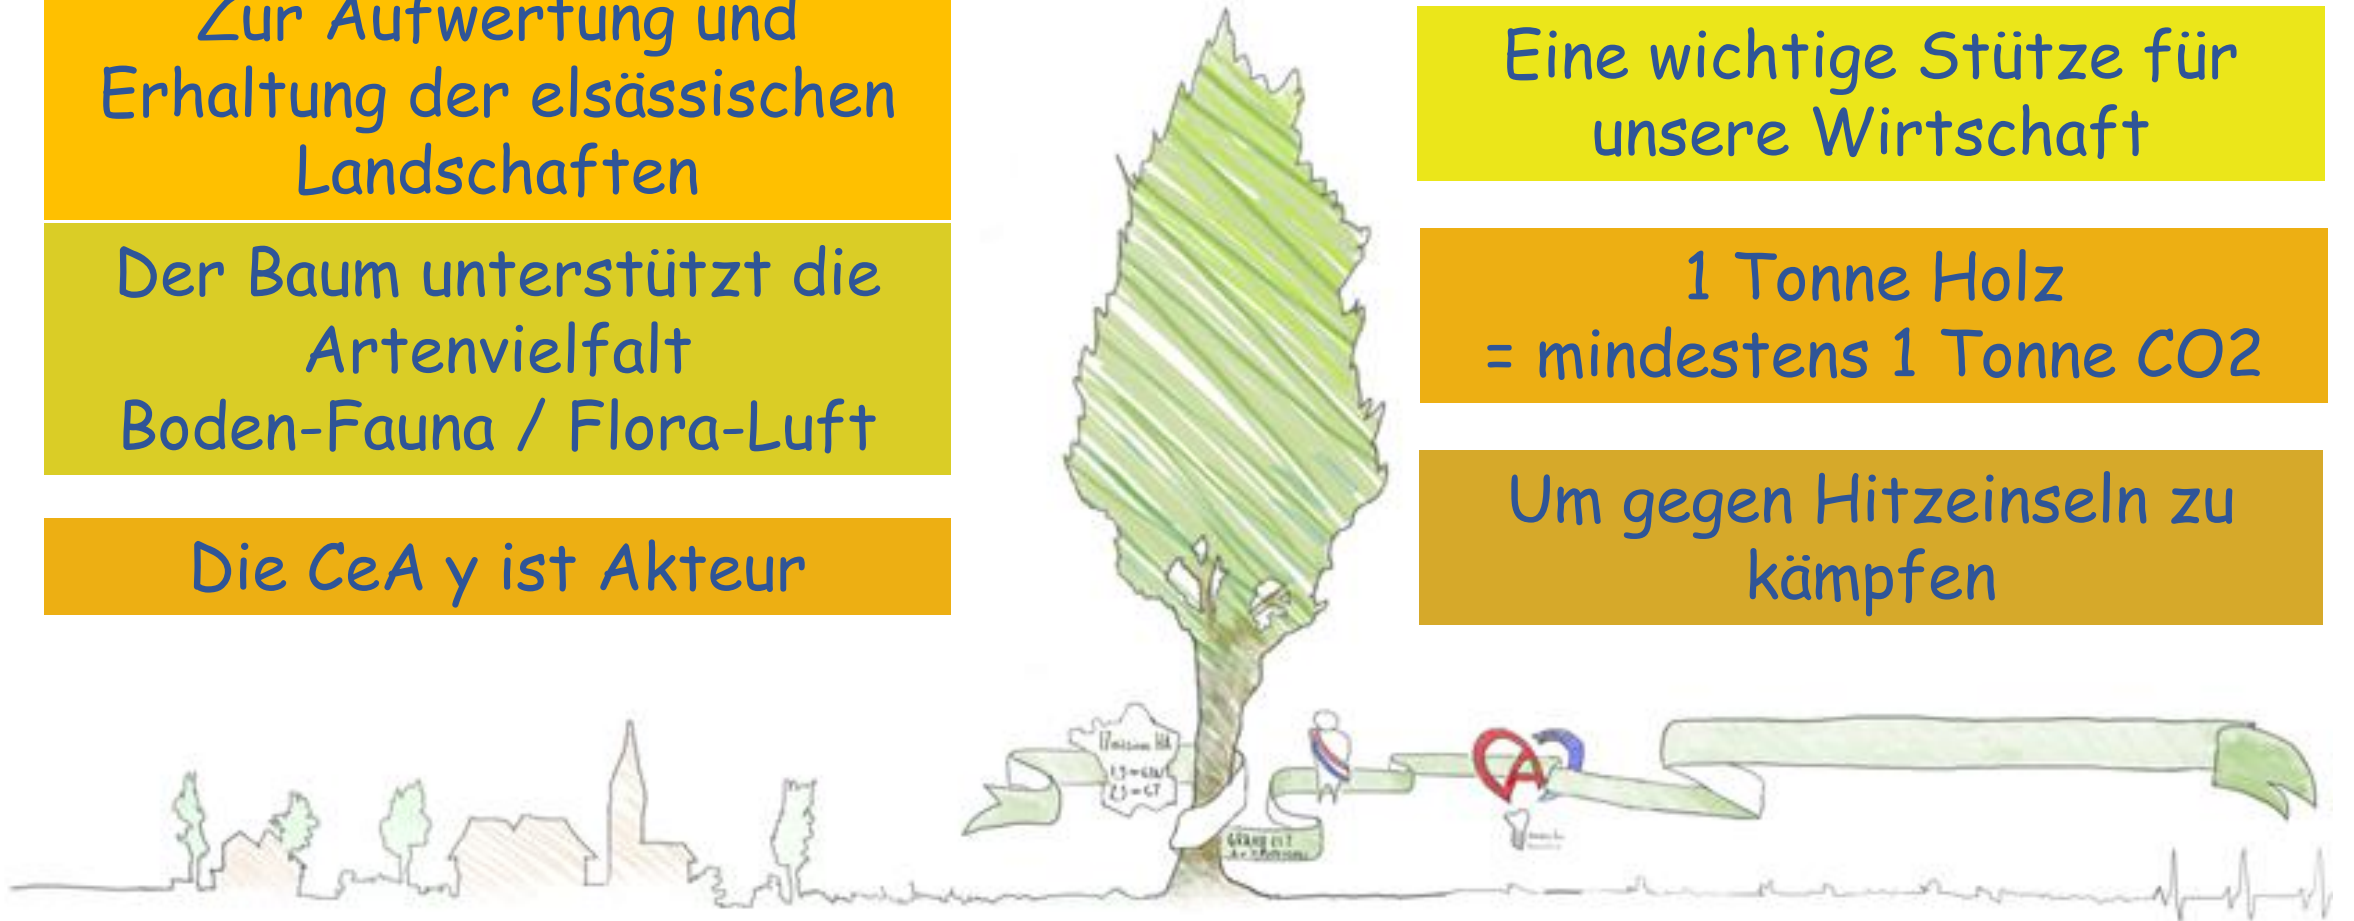 Zur Aufwertung und
Erhaltung der elsässischen
Landschaften
Der Baum unterstützt die
Artenvielfalt
Boden-Fauna / Flora-Luft
Die CeA y ist Akteur
Eine wichtige Stütze für
unsere Wirtschaft
1 Tonne Holz
= mindestens 1 Tonne CO2
Um gegen Hitzeinseln zu
kämpfen